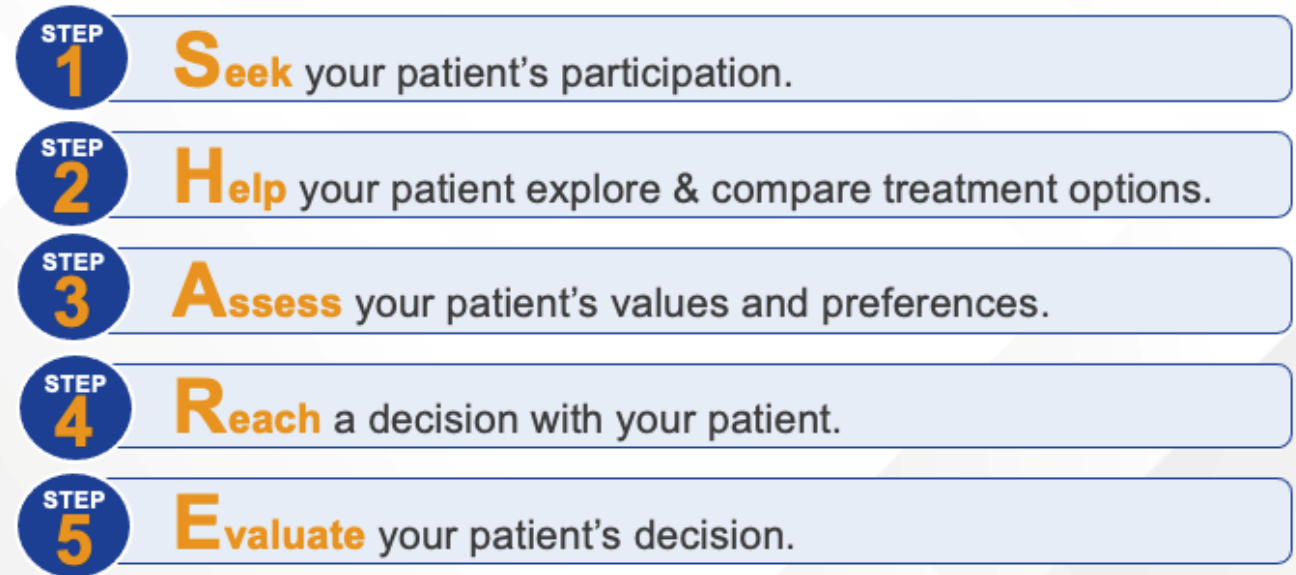 STEP
1
Seek your patient's participation.
STEP
2
Help your patient explore & compare treatment options.
STEP
3
Assess your patient's values and preferences.
STEP
4
Reach a decision with your patient.
STEP
5
Evaluate your patient's decision.